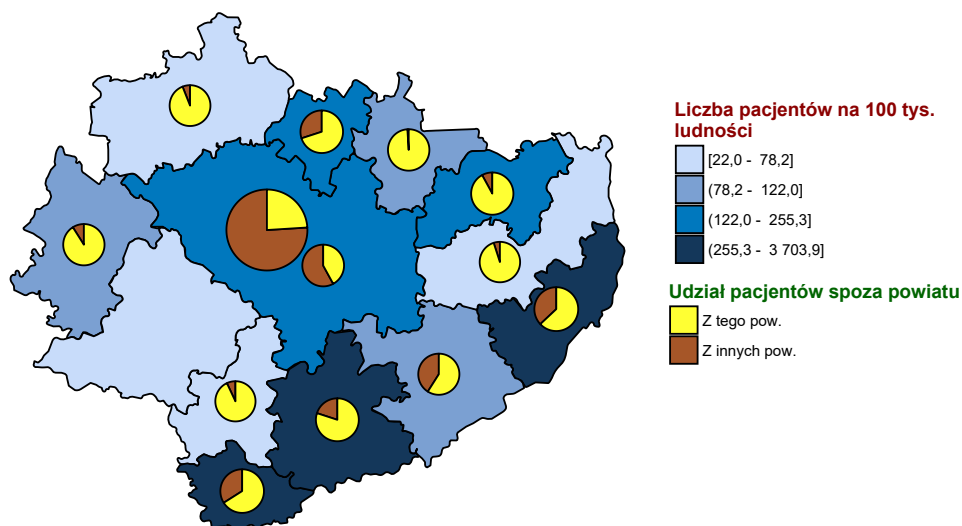 Liczba pacjentów na 100 tys.
ludności
[22,0 - 78,2]
(78,2 - 122,0]
(122,0 - 255,3]
(255,3 - 3 703,9]
Udział pacjentów spoza powiatu
Z tego pow.
Z innych pow.